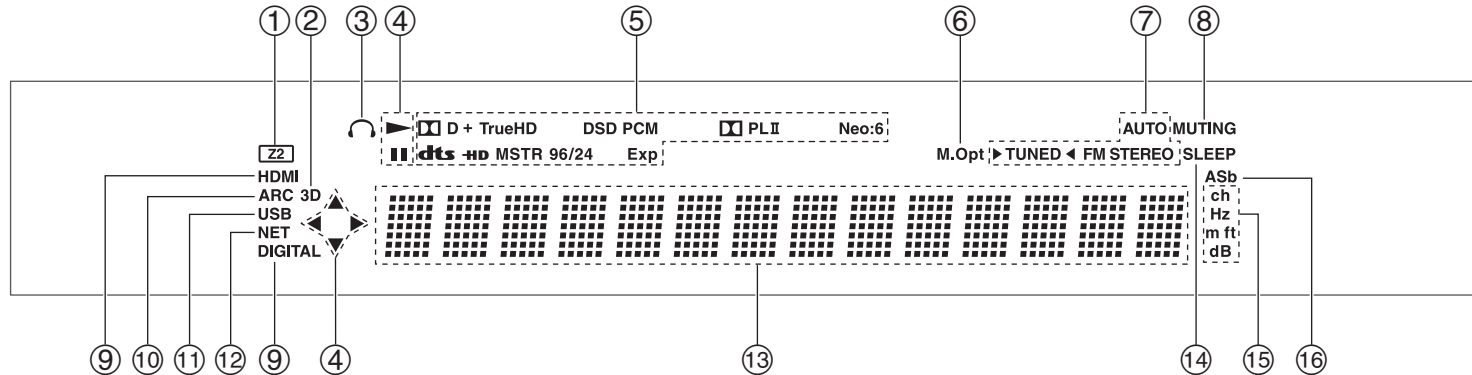 ① ② ③ ④ ⑤ ⑥ ⑦ ⑧
D + TrueHD DSD PCM PL II Neo:6 AUTO MUTING
Z2 dts -HD MSTR 96/24 Exp M.Opt TUNED FM STEREO SLEEP
HDMI ASb
ARC 3D ch
USB Hz
NET m ft
DIGITAL dB
⑨ ⑩ ⑪ ⑫ ⑨ ④ ⑬ ⑭ ⑮ ⑯